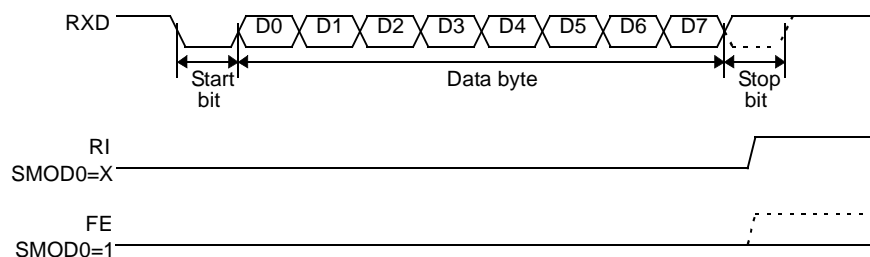 RXD D0 D1 D2 D3 D4 D5 D6 D7
Start bit
Data byte
Stop bit
RI
SMOD0=X
FE
SMOD0=1